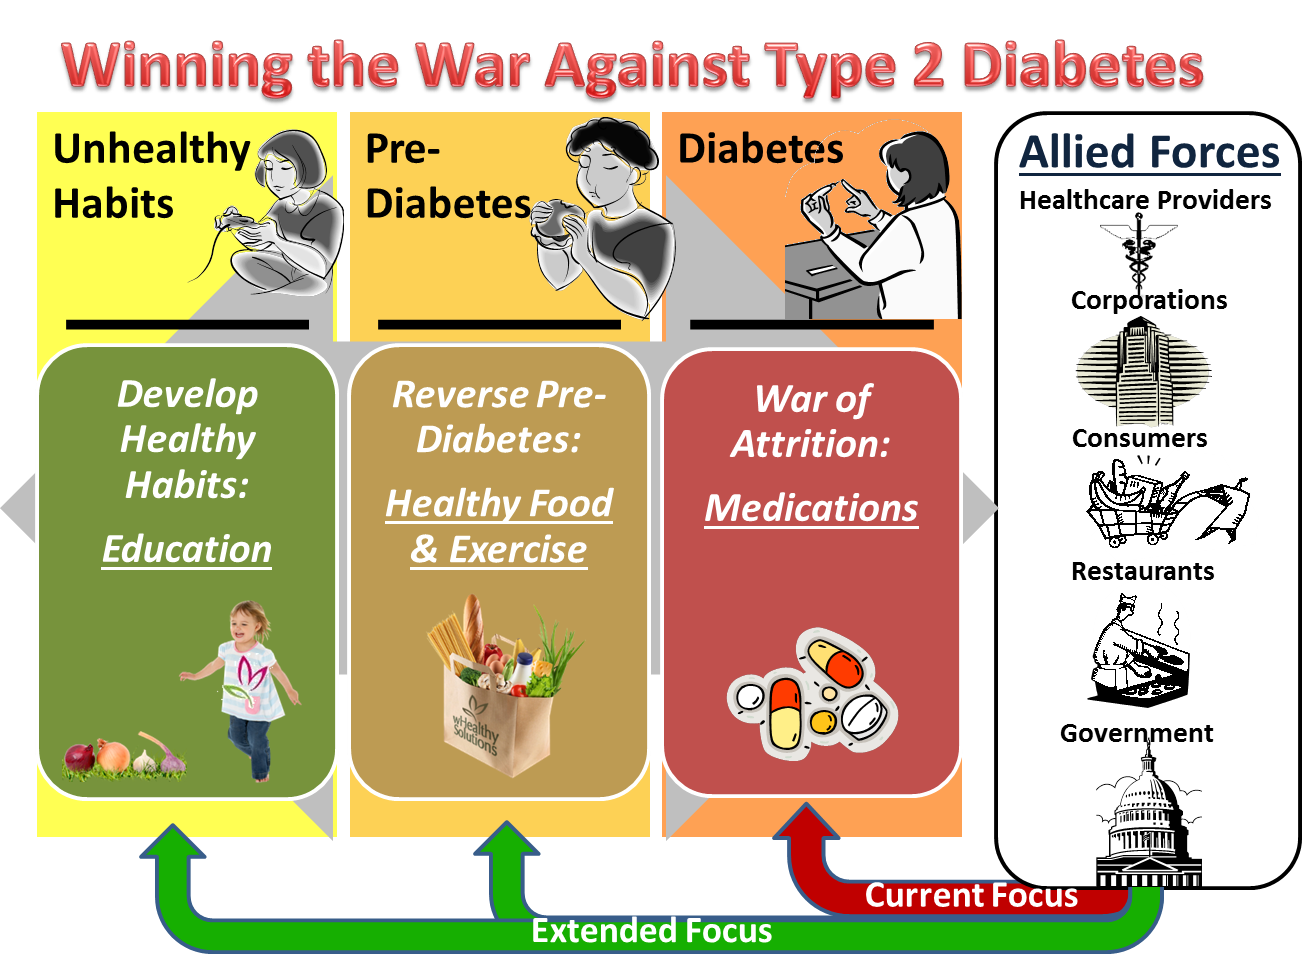 Winning the War Against Type 2 Diabetes
Unhealthy
Habits
Pre-
Diabetes
Diabetes
Develop
Healthy
Habits:
Education
Reverse Pre-
Diabetes:
Healthy Food
& Exercise
wHealthy
Solutions
War of
Attrition:
Medications
Allied Forces
Healthcare Providers
Corporations
Consumers
Restaurants
Government
Current Focus
Extended Focus